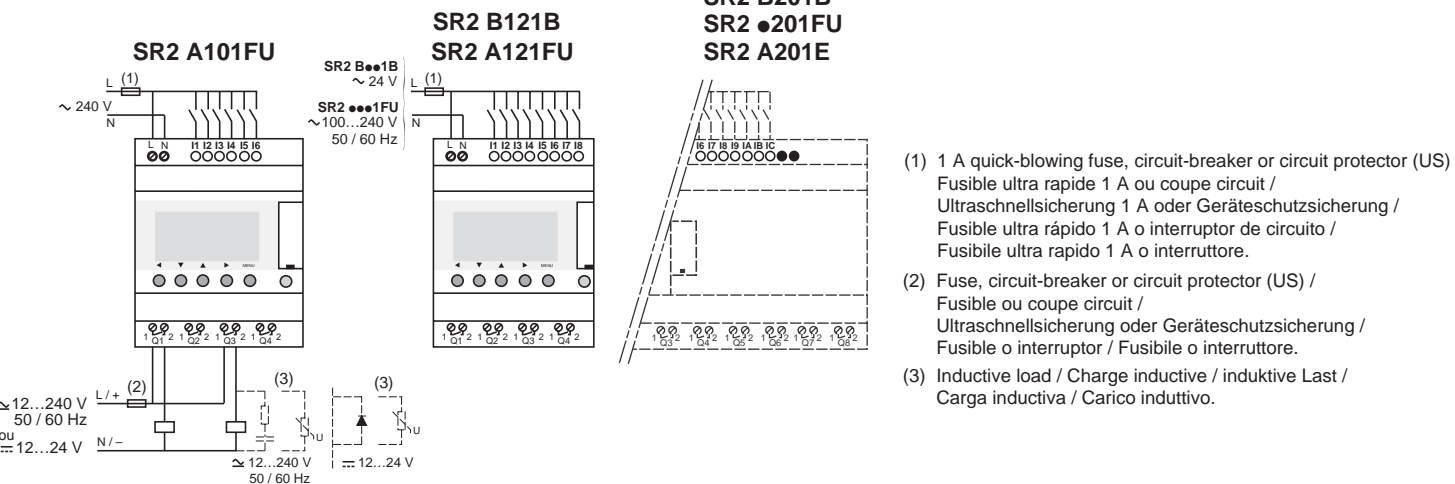 SR2 A101FU
L (1)
~ 240 V
N
L N I1 I2 I3 I4 I5 I6
MENU
1 2 1 2 1 2 1 2
Q1 Q2 Q3 Q4
L / + (2)
≃ 12...240 V
50 / 60 Hz
ou
⎓ 12...24 V
N / –
(3)
U
≃ 12...240 V
50 / 60 Hz
(3)
U
⎓ 12...24 V
SR2 B121B
SR2 A121FU
SR2 B●●1B
~ 24 V
SR2 ●●●1FU
~100...240 V
50 / 60 Hz
L (1)
N
L N I1 I2 I3 I4 I5 I6 I7 I8
MENU
1 2 1 2 1 2 1 2
Q1 Q2 Q3 Q4
SR2 B201B
SR2 ●201FU
SR2 A201E
I6 I7 I8 I9 IA IB IC
1 2 1 2 1 2 1 2 1 2 1 2
Q3 Q4 Q5 Q6 Q7 Q8
(1) 1 A quick-blowing fuse, circuit-breaker or circuit protector (US)
Fusible ultra rapide 1 A ou coupe circuit /
Ultraschnellsicherung 1 A oder Geräteschutzsicherung /
Fusible ultra rápido 1 A o interruptor de circuito /
Fusibile ultra rapido 1 A o interruttore.
(2) Fuse, circuit-breaker or circuit protector (US) /
Fusible ou coupe circuit /
Ultraschnellsicherung oder Geräteschutzsicherung /
Fusible o interruptor / Fusibile o interruttore.
(3) Inductive load / Charge inductive / induktive Last /
Carga inductiva / Carico induttivo.